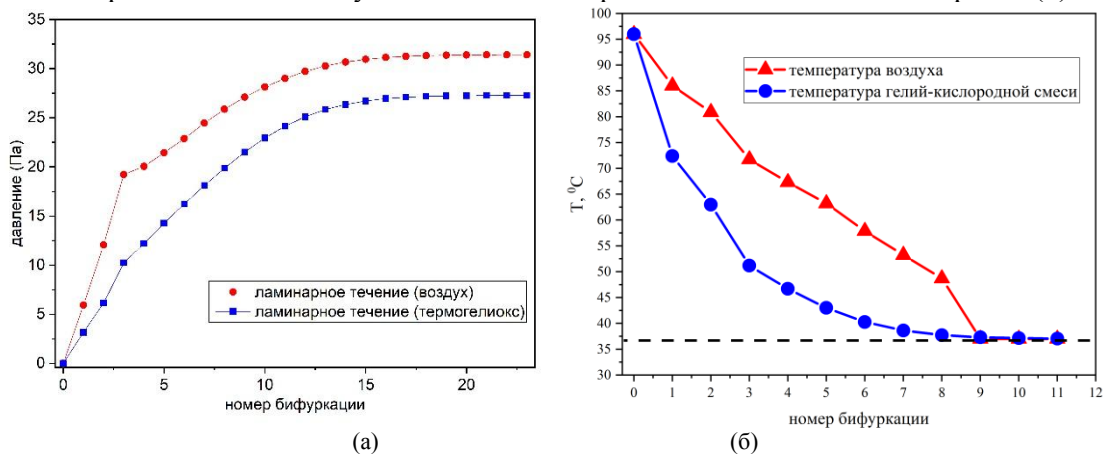 35
30
25
20
15
10
5
0
давление (Па)
ламинарное течение (воздух)
ламинарное течение (термогелиокс)
0 5 10 15 20
номер бифуркации
(а)
100
95
90
85
80
75
70
65
60
55
50
45
40
35
30
T, ⁰C
температура воздуха
температура гелий-кислородной смеси
0 1 2 3 4 5 6 7 8 9 10 11 12
номер бифуркации
(б)